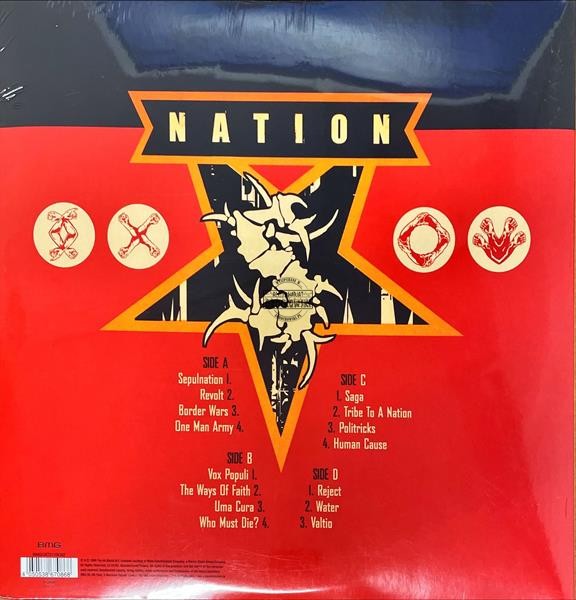 NATION
SIDE A
Sepulnation 1.
Revolt 2.
Border Wars 3.
One Man Army 4.
SIDE C
1. Saga
2. Tribe To A Nation
3. Politricks
4. Human Cause
SIDE B
Vox Populi 1.
The Ways Of Faith 2.
Uma Cura 3.
Who Must Die? 4.
SIDE D
1. Reject
2. Water
3. Valtio
BMG